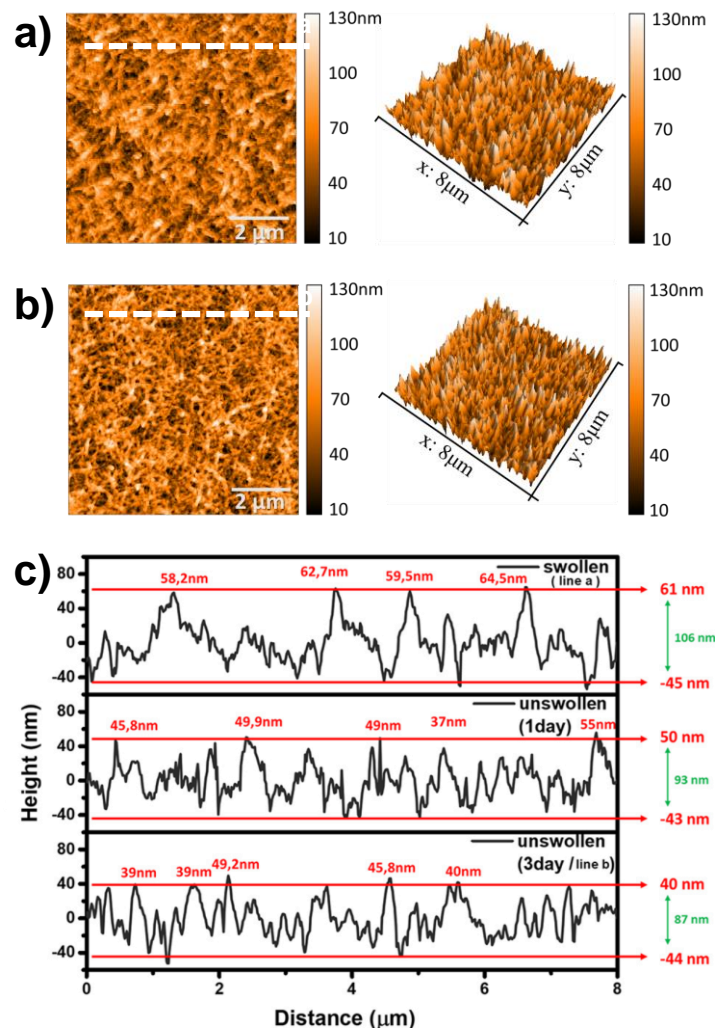 a)
130nm
100
70
40
10
2 μm
x: 8μm
y: 8μm
130nm
100
70
40
10
b)
130nm
100
70
40
10
2 μm
x: 8μm
y: 8μm
130nm
100
70
40
10
c)
Height (nm)
80
40
0
-40
58,2nm
62,7nm
59,5nm
64,5nm
swollen
( line a )
61 nm
106 nm
-45 nm
80
40
0
-40
45,8nm
49,9nm
49nm
37nm
55nm
unswollen
(1day)
50 nm
93 nm
-43 nm
80
40
0
-40
39nm
39nm
49,2nm
45,8nm
40nm
unswollen
(3day / line b)
40 nm
87 nm
-44 nm
0 2 4 6 8
Distance (μm)